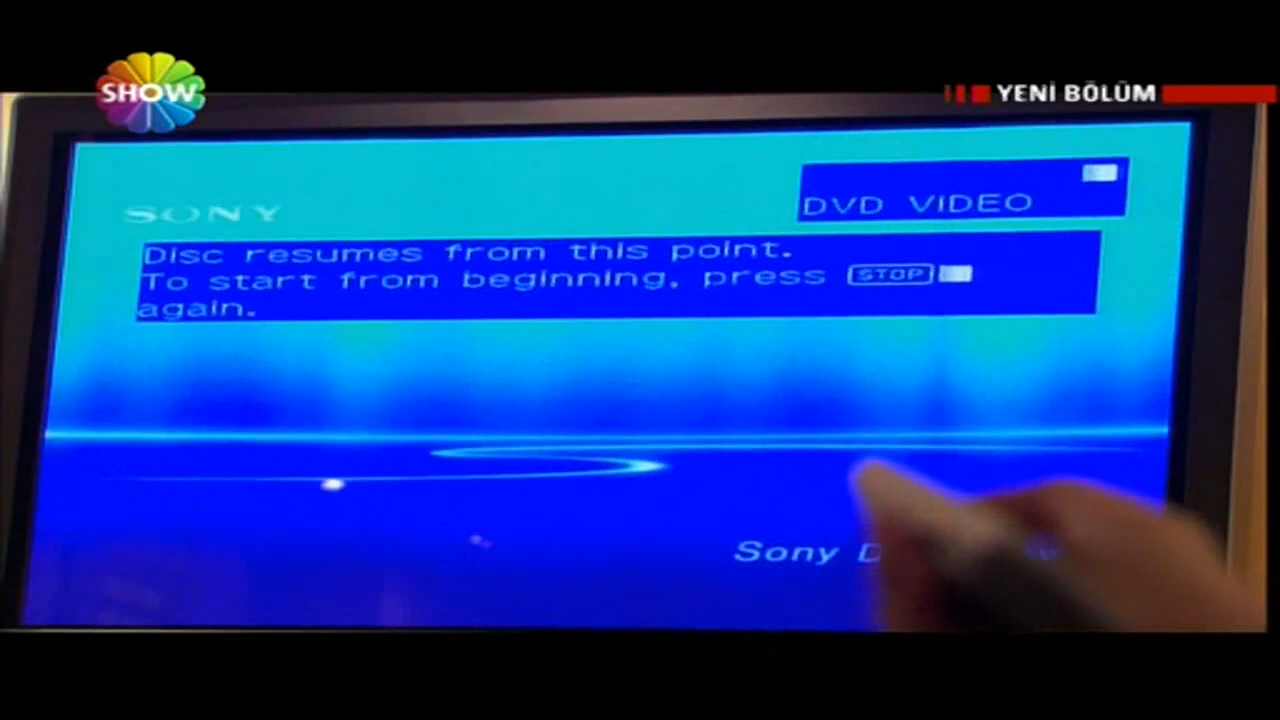 SHOW
YENİ BÖLÜM
SONY
DVD VIDEO
Disc resumes from this point.
To start from beginning, press STOP
again.
Sony